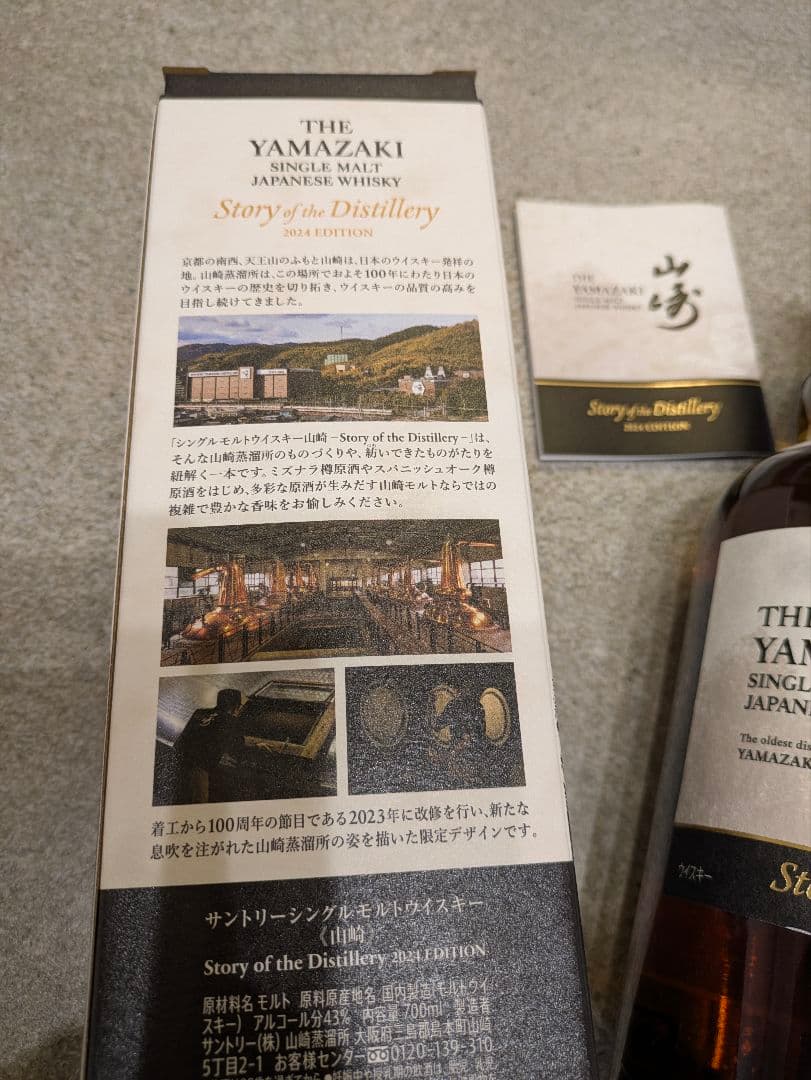 THE
YAMAZAKI
SINGLE MALT
JAPANESE WHISKY
Story of the Distillery
2024 EDITION
京都の南西、天王山のふもと山崎は、日本のウイスキー発祥の
地。山崎蒸溜所は、この場所でおよそ100年にわたり日本の
ウイスキーの歴史を切り拓き、ウイスキーの品質の高みを
目指し続けてきました。
「シングルモルトウイスキー山崎 –Story of the Distillery–」は、
そんな山崎蒸溜所のものづくりや、紡いできたものがたりを
紐解く一本です。ミズナラ樽原酒やスパニッシュオーク樽
原酒をはじめ、多彩な原酒が生みだす山崎モルトならではの
複雑で豊かな香味をお愉しみください。
着工から100周年の節目である2023年に改修を行い、新たな
息吹を注がれた山崎蒸溜所の姿を描いた限定デザインです。
サントリーシングルモルトウイスキー
《山崎》
Story of the Distillery 2024 EDITION
原材料名 モルト 原料原産地名 国内製造(モルトウイ
スキー) アルコール分43% 内容量 700ml 製造者
サントリー(株) 山崎蒸溜所 大阪府三島郡島本町山崎
5丁目2-1 お客様センター 0120-139-310
THE
YAMAZAKI
SINGLE MALT
JAPANESE WHISKY
山崎
Story of the Distillery
2024 EDITION
THE
YAM
SINGL
JAPAN
The oldest dis
YAMAZAK
ウイスキー
Sto